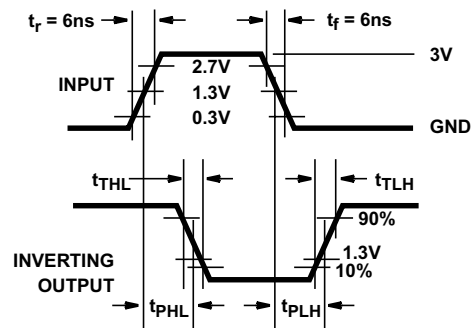 tr = 6ns
tf = 6ns
3V
2.7V
INPUT
1.3V
0.3V
GND
tTHL
tTLH
90%
1.3V
INVERTING
OUTPUT
10%
tPHL
tPLH